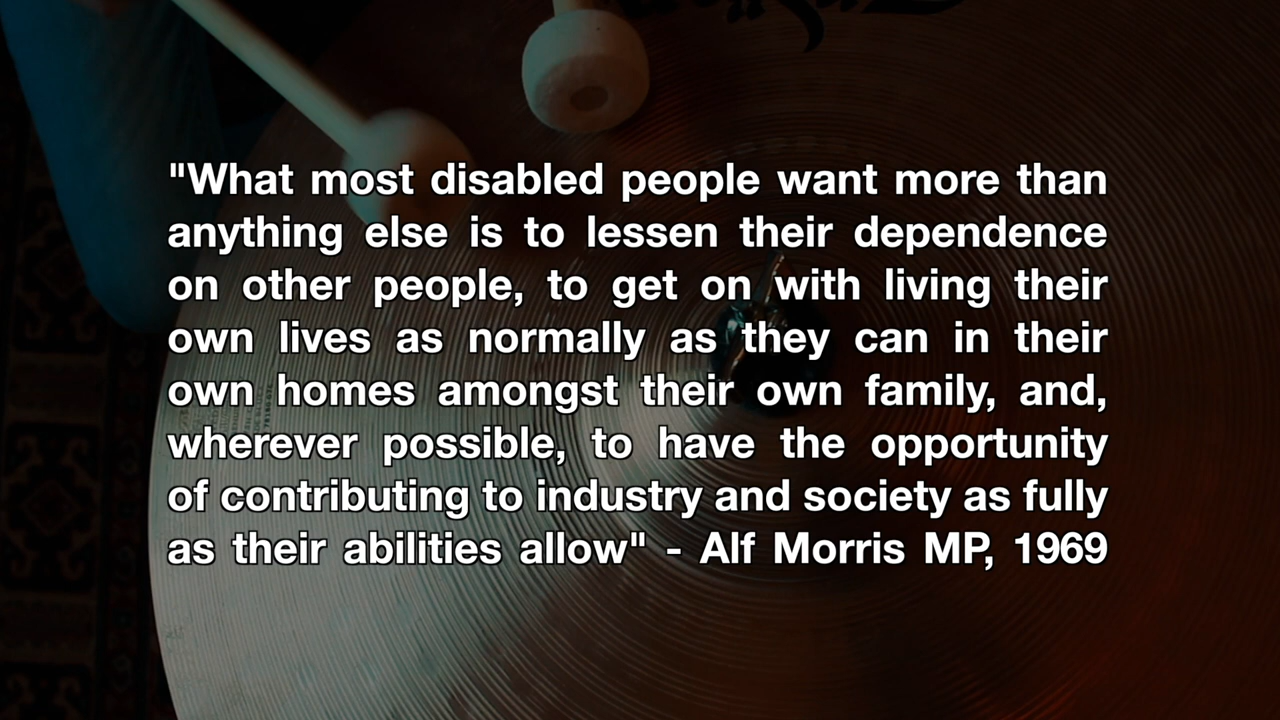 "What most disabled people want more than
anything else is to lessen their dependence
on other people, to get on with living their
own lives as normally as they can in their
own homes amongst their own family, and,
wherever possible, to have the opportunity
of contributing to industry and society as fully
as their abilities allow" - Alf Morris MP, 1969